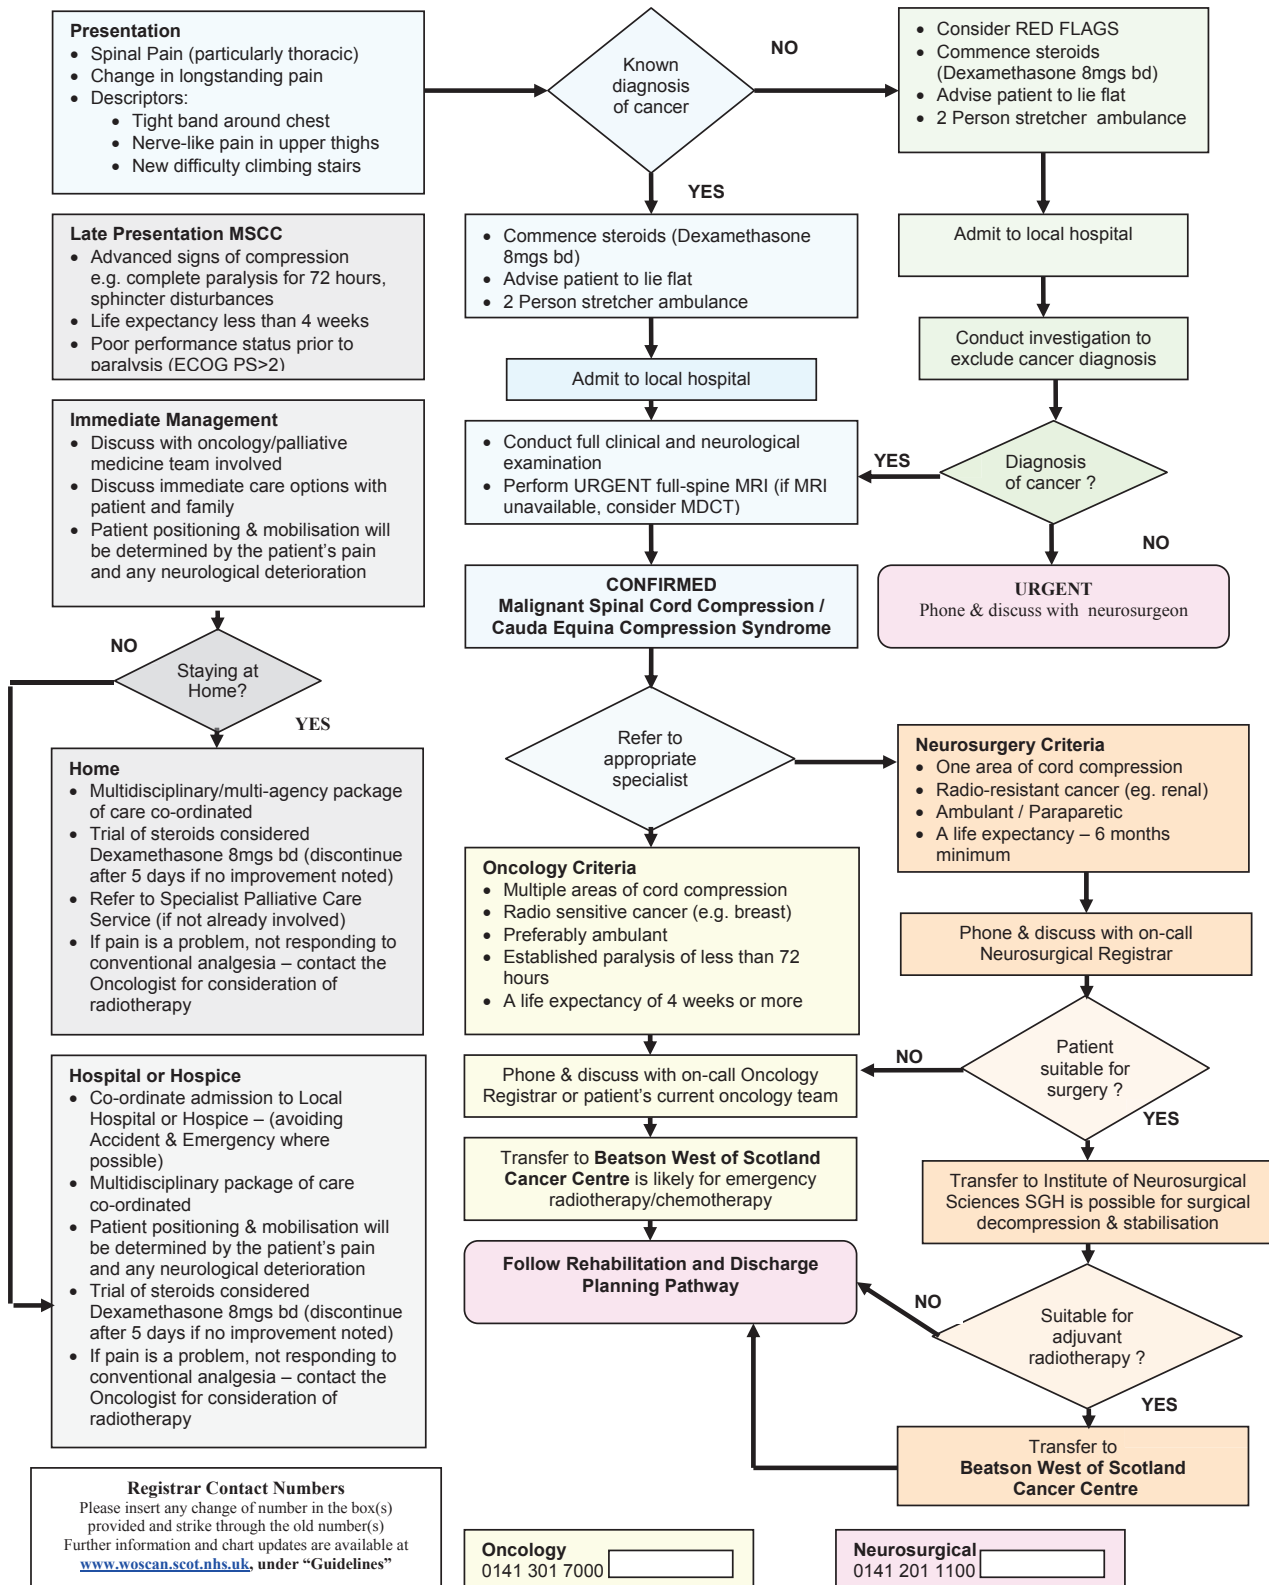 Presentation
• Spinal Pain (particularly thoracic)
• Change in longstanding pain
• Descriptors:
• Tight band around chest
• Nerve-like pain in upper thighs
• New difficulty climbing stairs
Known
diagnosis
of cancer
NO
• Consider RED FLAGS
• Commence steroids
(Dexamethasone 8mgs bd)
• Advise patient to lie flat
• 2 Person stretcher ambulance
YES
Late Presentation MSCC
• Advanced signs of compression
e.g. complete paralysis for 72 hours,
sphincter disturbances
• Life expectancy less than 4 weeks
• Poor performance status prior to
paralysis (ECOG PS>2)
• Commence steroids (Dexamethasone
8mgs bd)
• Advise patient to lie flat
• 2 Person stretcher ambulance
Admit to local hospital
Admit to local hospital
Conduct investigation to
exclude cancer diagnosis
Immediate Management
• Discuss with oncology/palliative
medicine team involved
• Discuss immediate care options with
patient and family
• Patient positioning & mobilisation will
be determined by the patient's pain
and any neurological deterioration
• Conduct full clinical and neurological
examination
• Perform URGENT full-spine MRI (if MRI
unavailable, consider MDCT)
YES
Diagnosis
of cancer ?
NO
CONFIRMED
Malignant Spinal Cord Compression /
Cauda Equina Compression Syndrome
URGENT
Phone & discuss with neurosurgeon
NO
Staying at
Home?
YES
Refer to
appropriate
specialist
Neurosurgery Criteria
• One area of cord compression
• Radio-resistant cancer (eg. renal)
• Ambulant / Paraparetic
• A life expectancy – 6 months
minimum
Home
• Multidisciplinary/multi-agency package
of care co-ordinated
• Trial of steroids considered
Dexamethasone 8mgs bd (discontinue
after 5 days if no improvement noted)
• Refer to Specialist Palliative Care
Service (if not already involved)
• If pain is a problem, not responding to
conventional analgesia – contact the
Oncologist for consideration of
radiotherapy
Oncology Criteria
• Multiple areas of cord compression
• Radio sensitive cancer (e.g. breast)
• Preferably ambulant
• Established paralysis of less than 72
hours
• A life expectancy of 4 weeks or more
Phone & discuss with on-call
Neurosurgical Registrar
Patient
suitable for
surgery ?
NO
YES
Hospital or Hospice
• Co-ordinate admission to Local
Hospital or Hospice – (avoiding
Accident & Emergency where
possible)
• Multidisciplinary package of care
co-ordinated
• Patient positioning & mobilisation will
be determined by the patient's pain
and any neurological deterioration
• Trial of steroids considered
Dexamethasone 8mgs bd (discontinue
after 5 days if no improvement noted)
• If pain is a problem, not responding to
conventional analgesia – contact the
Oncologist for consideration of
radiotherapy
Phone & discuss with on-call Oncology
Registrar or patient's current oncology team
Transfer to Beatson West of Scotland
Cancer Centre is likely for emergency
radiotherapy/chemotherapy
Transfer to Institute of Neurosurgical
Sciences SGH is possible for surgical
decompression & stabilisation
Follow Rehabilitation and Discharge
Planning Pathway
NO
Suitable for
adjuvant
radiotherapy ?
YES
Transfer to
Beatson West of Scotland
Cancer Centre
Registrar Contact Numbers
Please insert any change of number in the box(s)
provided and strike through the old number(s)
Further information and chart updates are available at
www.woscan.scot.nhs.uk, under “Guidelines”
Oncology
0141 301 7000
Neurosurgical
0141 201 1100